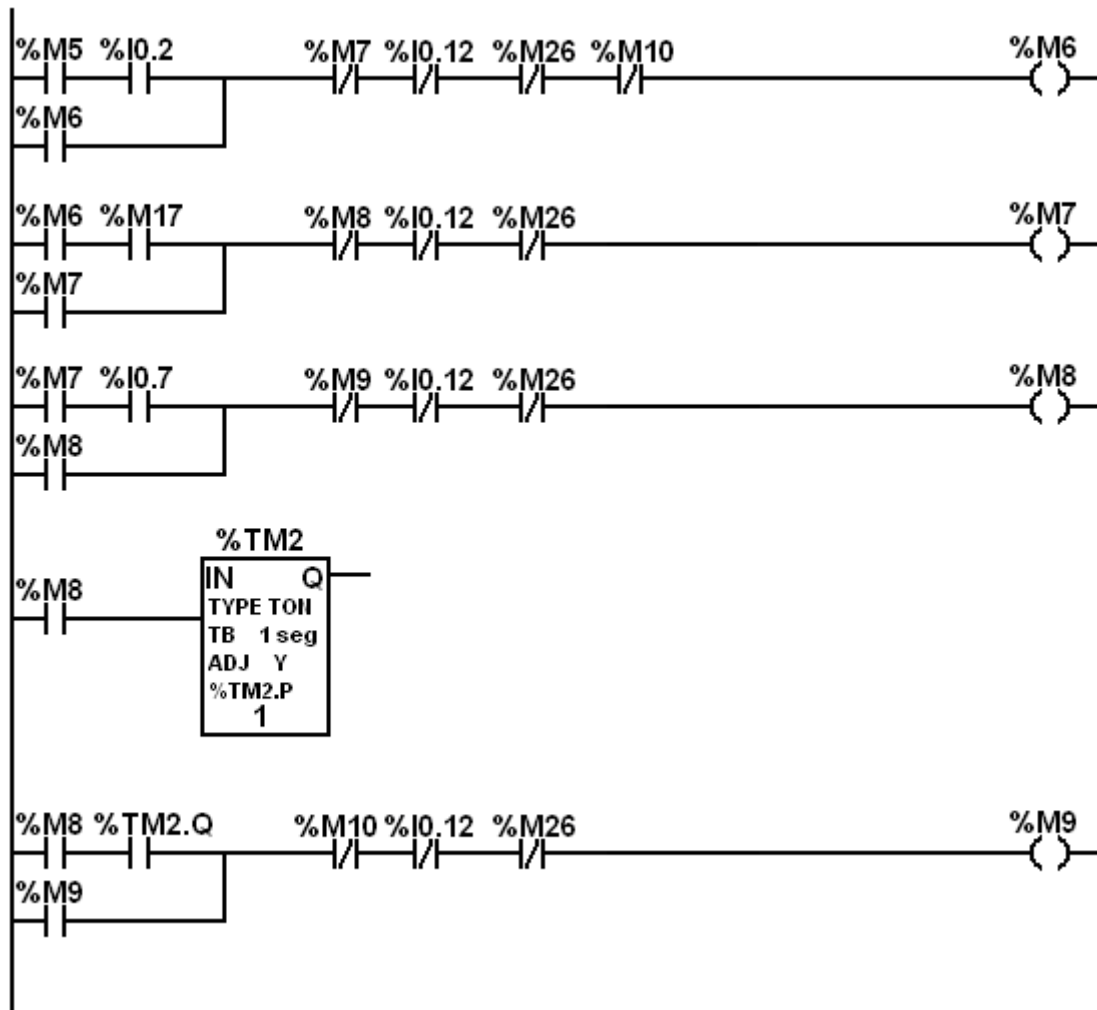 %M5 %I0.2 %M7 %I0.12 %M26 %M10 %M6
%M6
%M6 %M17 %M8 %I0.12 %M26 %M7
%M7
%M7 %I0.7 %M9 %I0.12 %M26 %M8
%M8
%TM2
%M8
IN Q
TYPE TON
TB 1 seg
ADJ Y
%TM2.P
1
%M8 %TM2.Q %M10 %I0.12 %M26 %M9
%M9